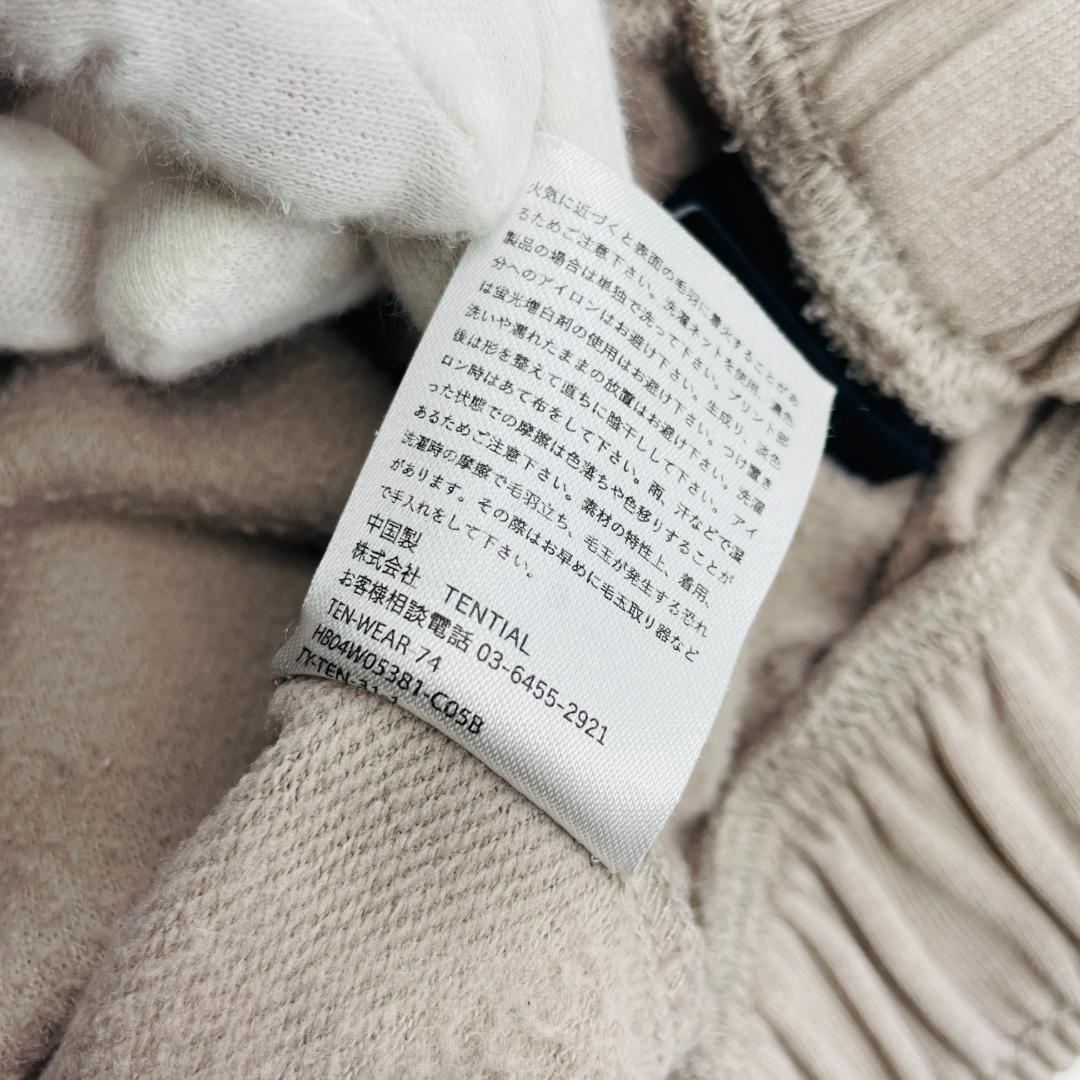 火気に近づくと表面の毛羽に着火することがあ
るためご注意下さい。洗濯ネットを使用、濃色
製品の場合は単独で洗って下さい。プリント部
分へのアイロンはお避け下さい。生成り、淡色
は蛍光増白剤の使用はお避け下さい。つけ置き
洗いや濡れたままの放置はお避け下さい。洗濯
後は形を整えて直ちに陰干しして下さい。アイ
ロン時はあて布をして下さい。雨、汗などで湿
った状態での摩擦は色落ちや色移りすることが
あるためご注意下さい。素材の特性上、着用、
洗濯時の摩擦で毛羽立ち、毛玉が発生する恐れ
があります。その際はお早めに毛玉取り器など
で手入れをして下さい。
中国製
株式会社 TENTIAL
お客様相談電話 03-6455-2921
TEN-WEAR 74
HB04W05381-C05B
TY-TEN-31-1